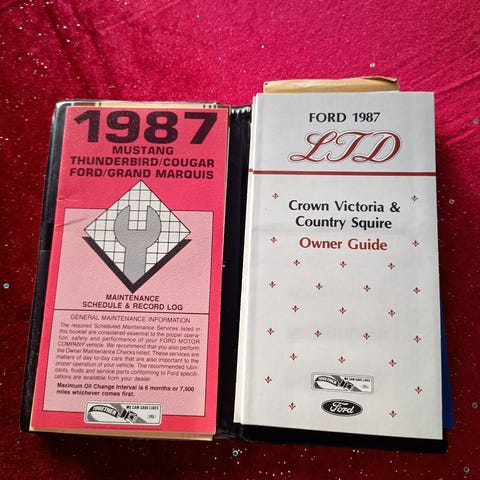 1987
MUSTANG
THUNDERBIRD/COUGAR
FORD/GRAND MARQUIS
MAINTENANCE
SCHEDULE & RECORD LOG
GENERAL MAINTENANCE INFORMATION
The required Scheduled Maintenance Services listed in
this booklet are considered essential to the proper opera-
tion, safety and performance of your FORD MOTOR
COMPANY vehicle. We recommend that you also perform
the Owner Maintenance Checks listed. These services are
matters of day-to-day care that are also important to the
proper operation of your vehicle. The recommended lubri-
cants, fluids and service parts conforming to Ford specifi-
cations are available from your dealer.
Maximum Oil Change Interval is 6 months or 7,500
miles whichever comes first.
TOGETHER
WE CAN SAVE LIVES
FORD 1987
LTD
Crown Victoria &
Country Squire
Owner Guide
TOGETHER
WE CAN SAVE LIVES
Ford